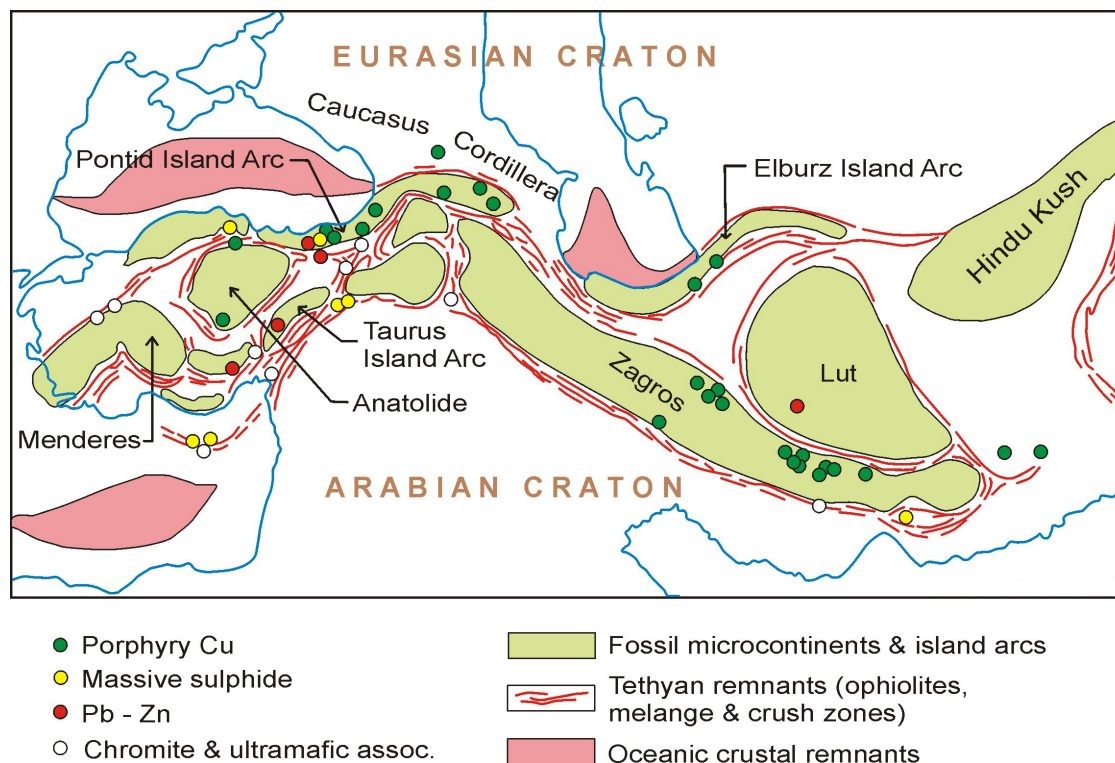 EURASIAN CRATON
Caucasus
Cordillera
Pontid Island Arc
Elburz Island Arc
Hindu Kush
Taurus
Island Arc
Zagros
Lut
Anatolide
Menderes
ARABIAN CRATON
Porphyry Cu
Massive sulphide
Pb - Zn
Chromite & ultramafic assoc.
Fossil microcontinents & island arcs
Tethyan remnants (ophiolites,
melange & crush zones)
Oceanic crustal remnants